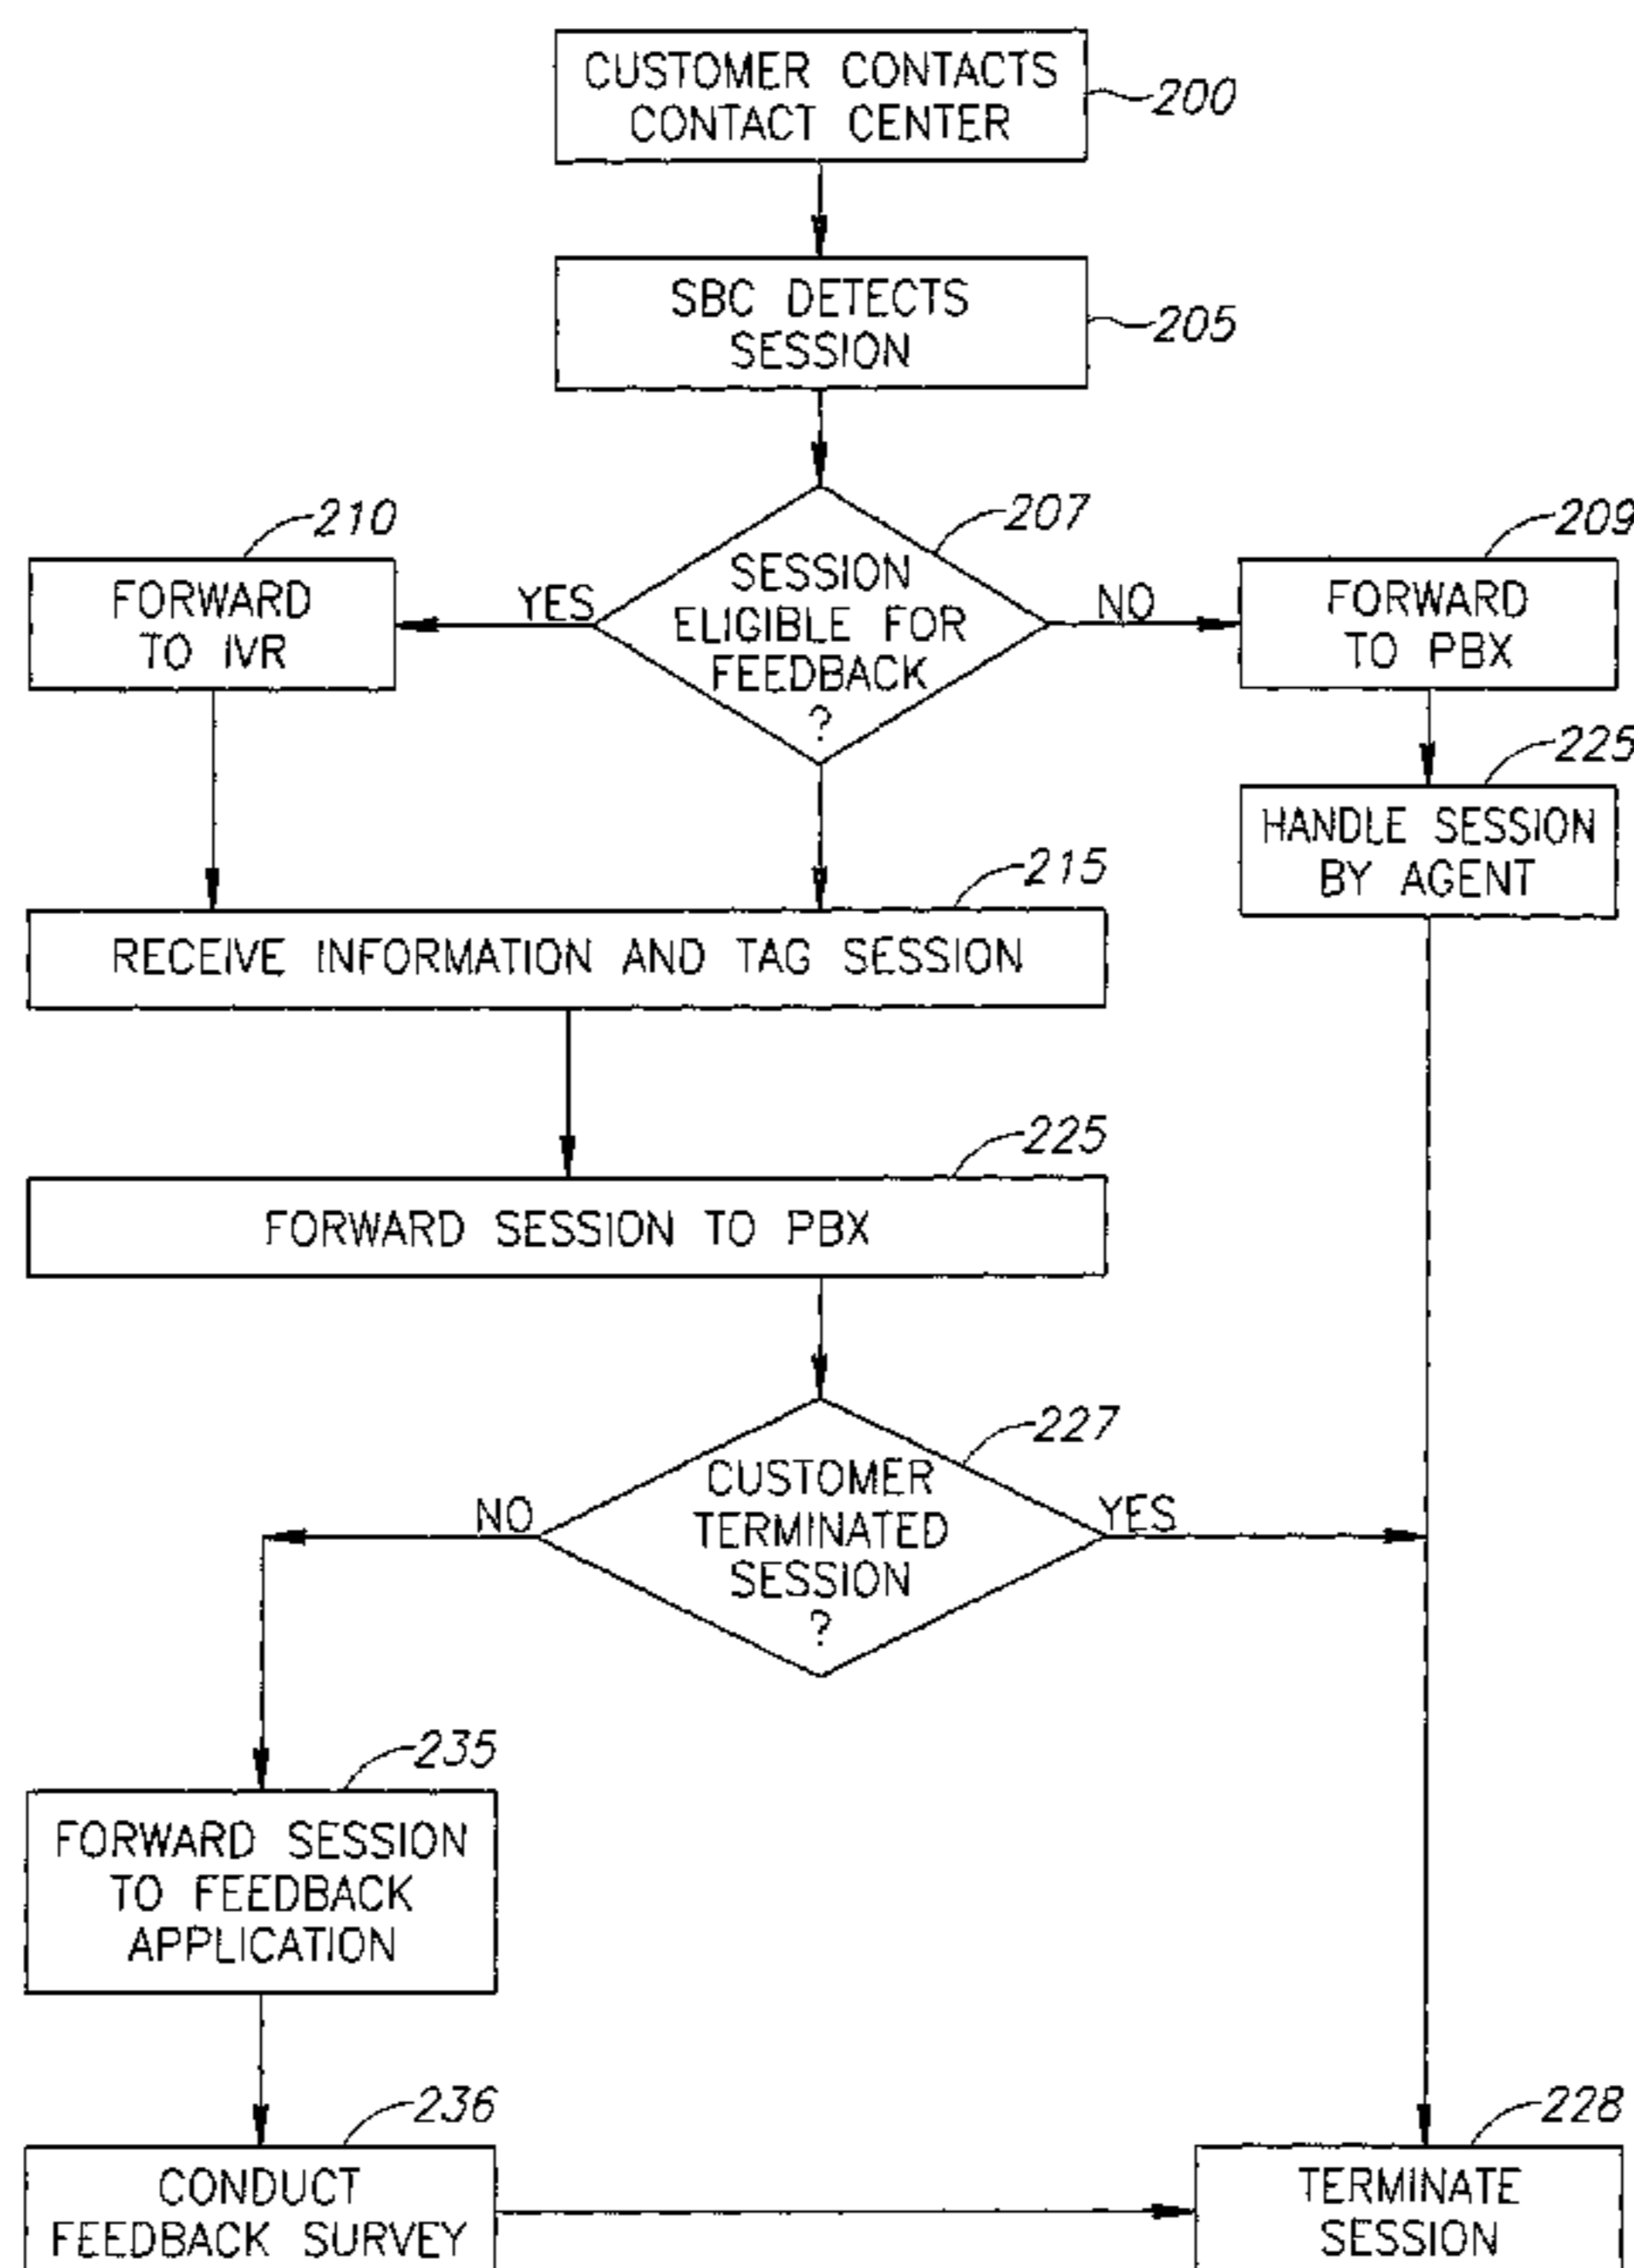 CUSTOMER CONTACTS
CONTACT CENTER
200
SBC DETECTS
SESSION
205
210
207
209
FORWARD
TO IVR
YES
SESSION
ELIGIBLE FOR
FEEDBACK
?
NO
FORWARD
TO PBX
225
HANDLE SESSION
BY AGENT
215
RECEIVE INFORMATION AND TAG SESSION
225
FORWARD SESSION TO PBX
227
CUSTOMER
TERMINATED
SESSION
?
NO
YES
235
FORWARD SESSION
TO FEEDBACK
APPLICATION
236
CONDUCT
FEEDBACK SURVEY
228
TERMINATE
SESSION